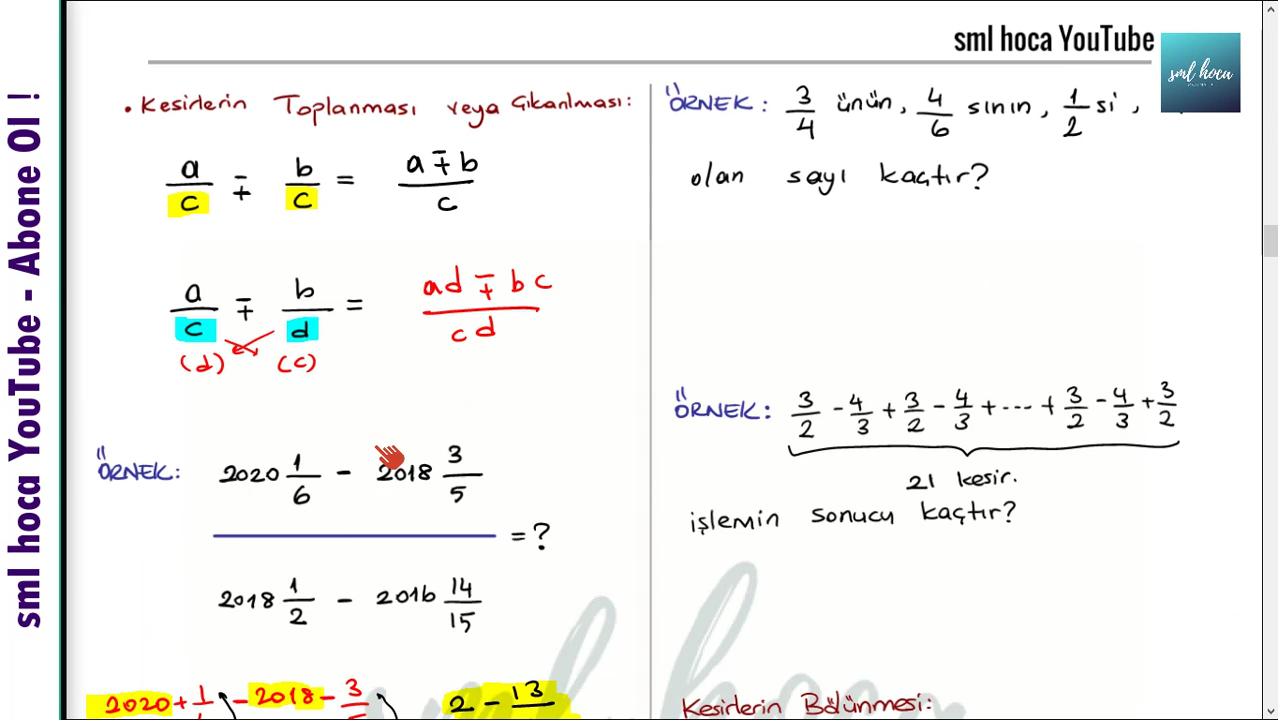 sml hoca YouTube - Abone Ol !
sml hoca YouTube
sml hoca
• Kesirlerin Toplanması veya Çıkarılması:
a/c ∓ b/c = a∓b/c
a/c ∓ b/d = ad ∓ bc/cd
(d) (c)
ÖRNEK: 2020 1/6 - 2018 3/5
= ?
2018 1/2 - 2016 14/15
2020 + 1 - 2018 - 3
2 - 13
ÖRNEK: 3/4 ünün, 4/6 sının, 1/2 si,
olan sayı kaçtır?
ÖRNEK: 3/2 - 4/3 + 3/2 - 4/3 + ---- + 3/2 - 4/3 + 3/2
21 kesir.
işlemin sonucu kaçtır?
Kesirlerin Bölünmesi: